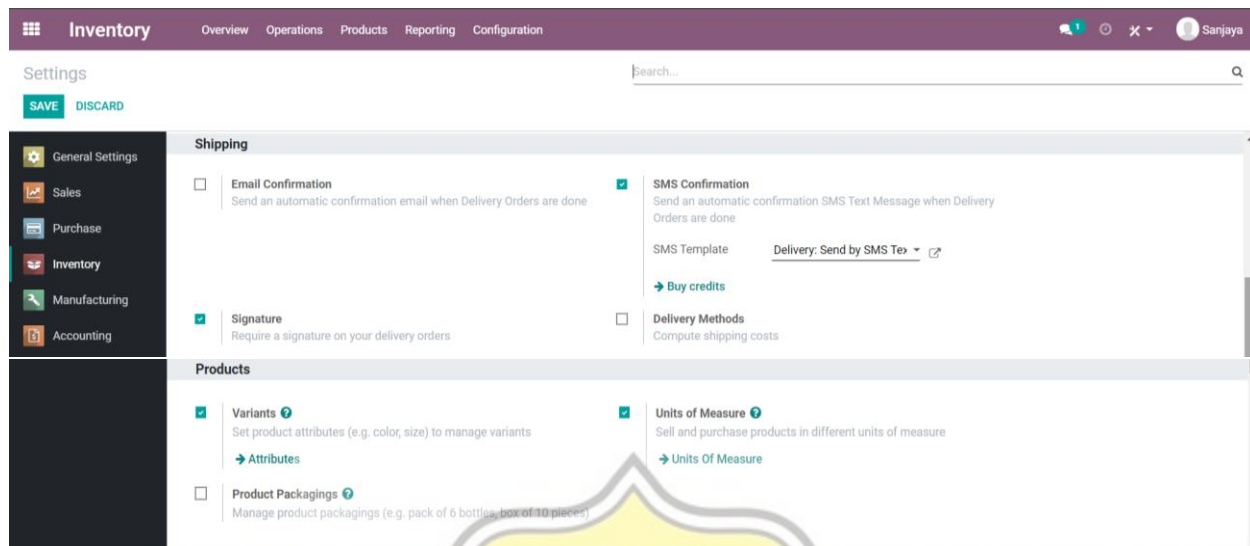 Inventory Overview Operations Products Reporting Configuration 1 Sanjaya
Settings Search...
SAVE DISCARD
General Settings
Sales
Purchase
Inventory
Manufacturing
Accounting
Shipping
Email Confirmation
Send an automatic confirmation email when Delivery Orders are done
SMS Confirmation
Send an automatic confirmation SMS Text Message when Delivery
Orders are done
SMS Template Delivery: Send by SMS Tex
Buy credits
Signature
Require a signature on your delivery orders
Delivery Methods
Compute shipping costs
Products
Variants
Set product attributes (e.g. color, size) to manage variants
Attributes
Units of Measure
Sell and purchase products in different units of measure
Units Of Measure
Product Packagings
Manage product packagings (e.g. pack of 6 bottles, box of 10 pieces)